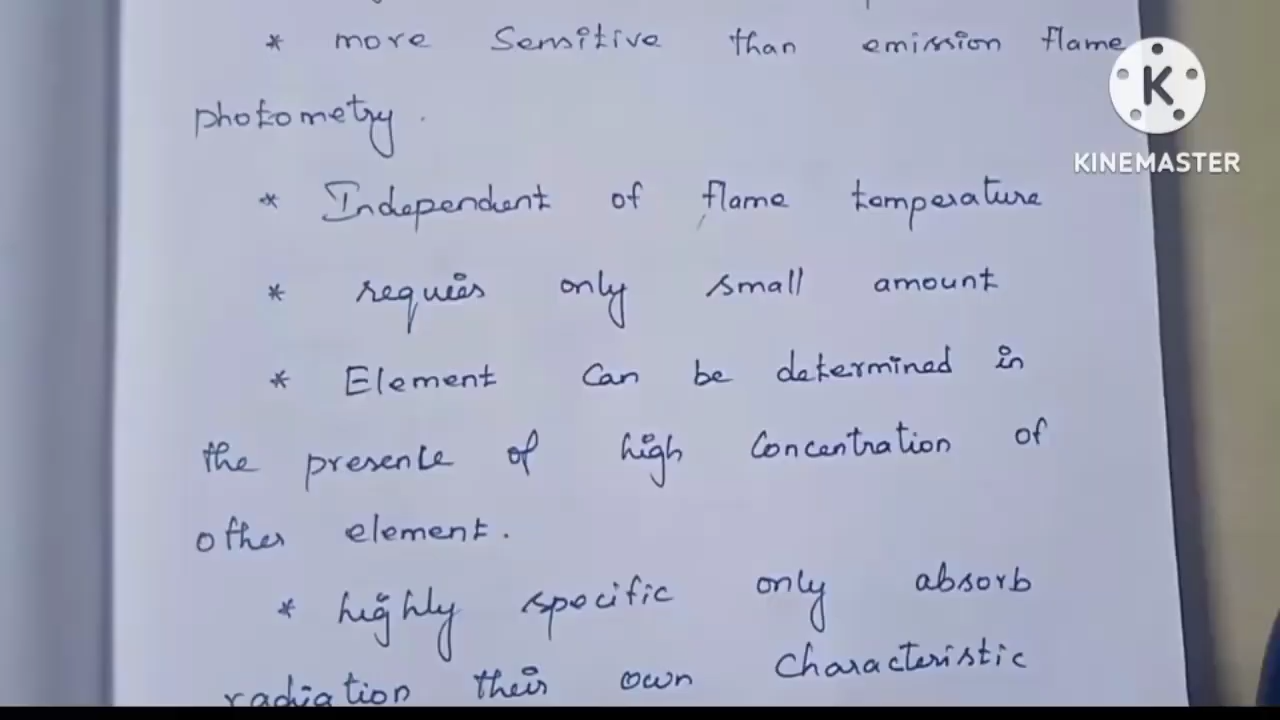 * more Sensitive than emission flame
photometry.
* Independent of flame temperature
* requies only small amount
* Element Can be determined in
the presence of high Concentration of
other element.
* highly specific only absorb
radiation their own Characteristic
K
KINEMASTER